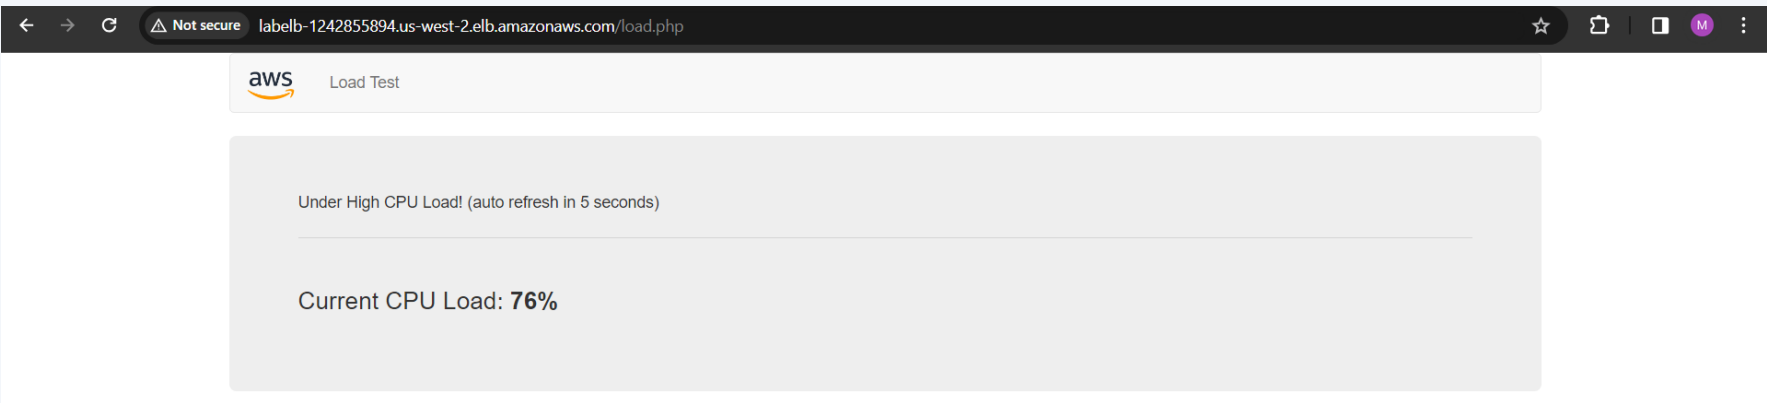 Not secure labelb-1242855894.us-west-2.elb.amazonaws.com/load.php M
aws Load Test
Under High CPU Load! (auto refresh in 5 seconds)
Current CPU Load: 76%